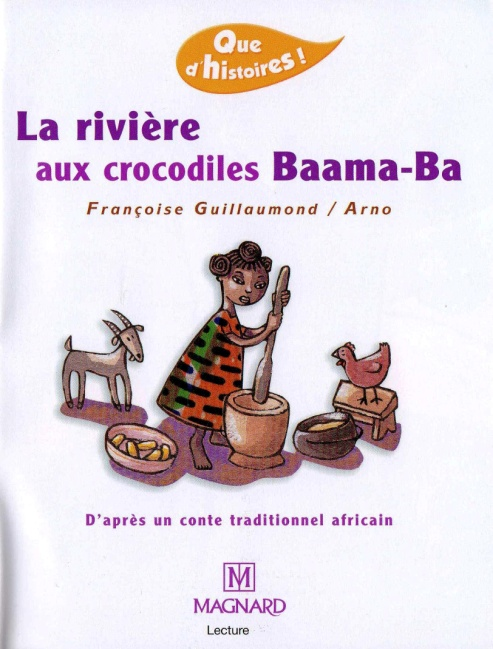 Que
d'histoires !
La rivière
aux crocodiles Baama-Ba
Françoise Guillaumond / Arno
D'après un conte traditionnel africain
M
MAGNARD
Lecture